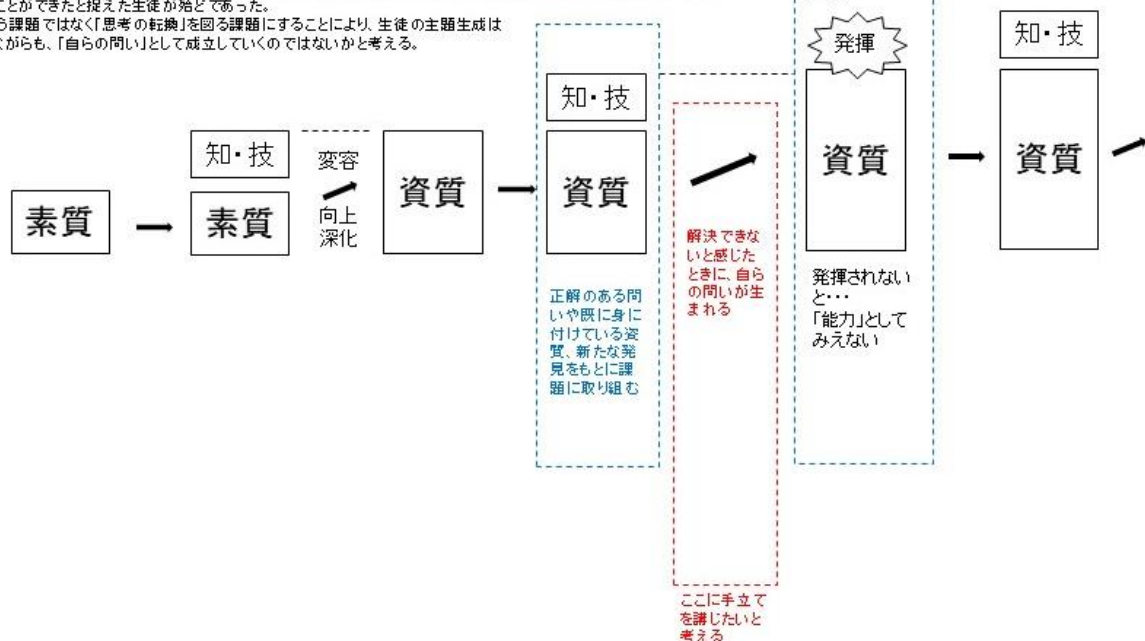 ことができたと捉えた生徒が殆どであった。
う課題ではなく「思考の転換」を図る課題にすることにより、生徒の主題生成は
ながらも、「自らの問い」として成立していくのではないかと考える。
素質
知・技
素質
変容
向上
深化
資質
知・技
資質
正解のある問
いや既に身に
付けている資
質、新たな発
見をもとに課
題に取り組む
解決できな
いと感じた
ときに、自ら
の問いが生
まれる
ここに手立て
を講じたいと
考える
発揮
資質
発揮されない
と・・・
「能力」として
みえない
知・技
資質